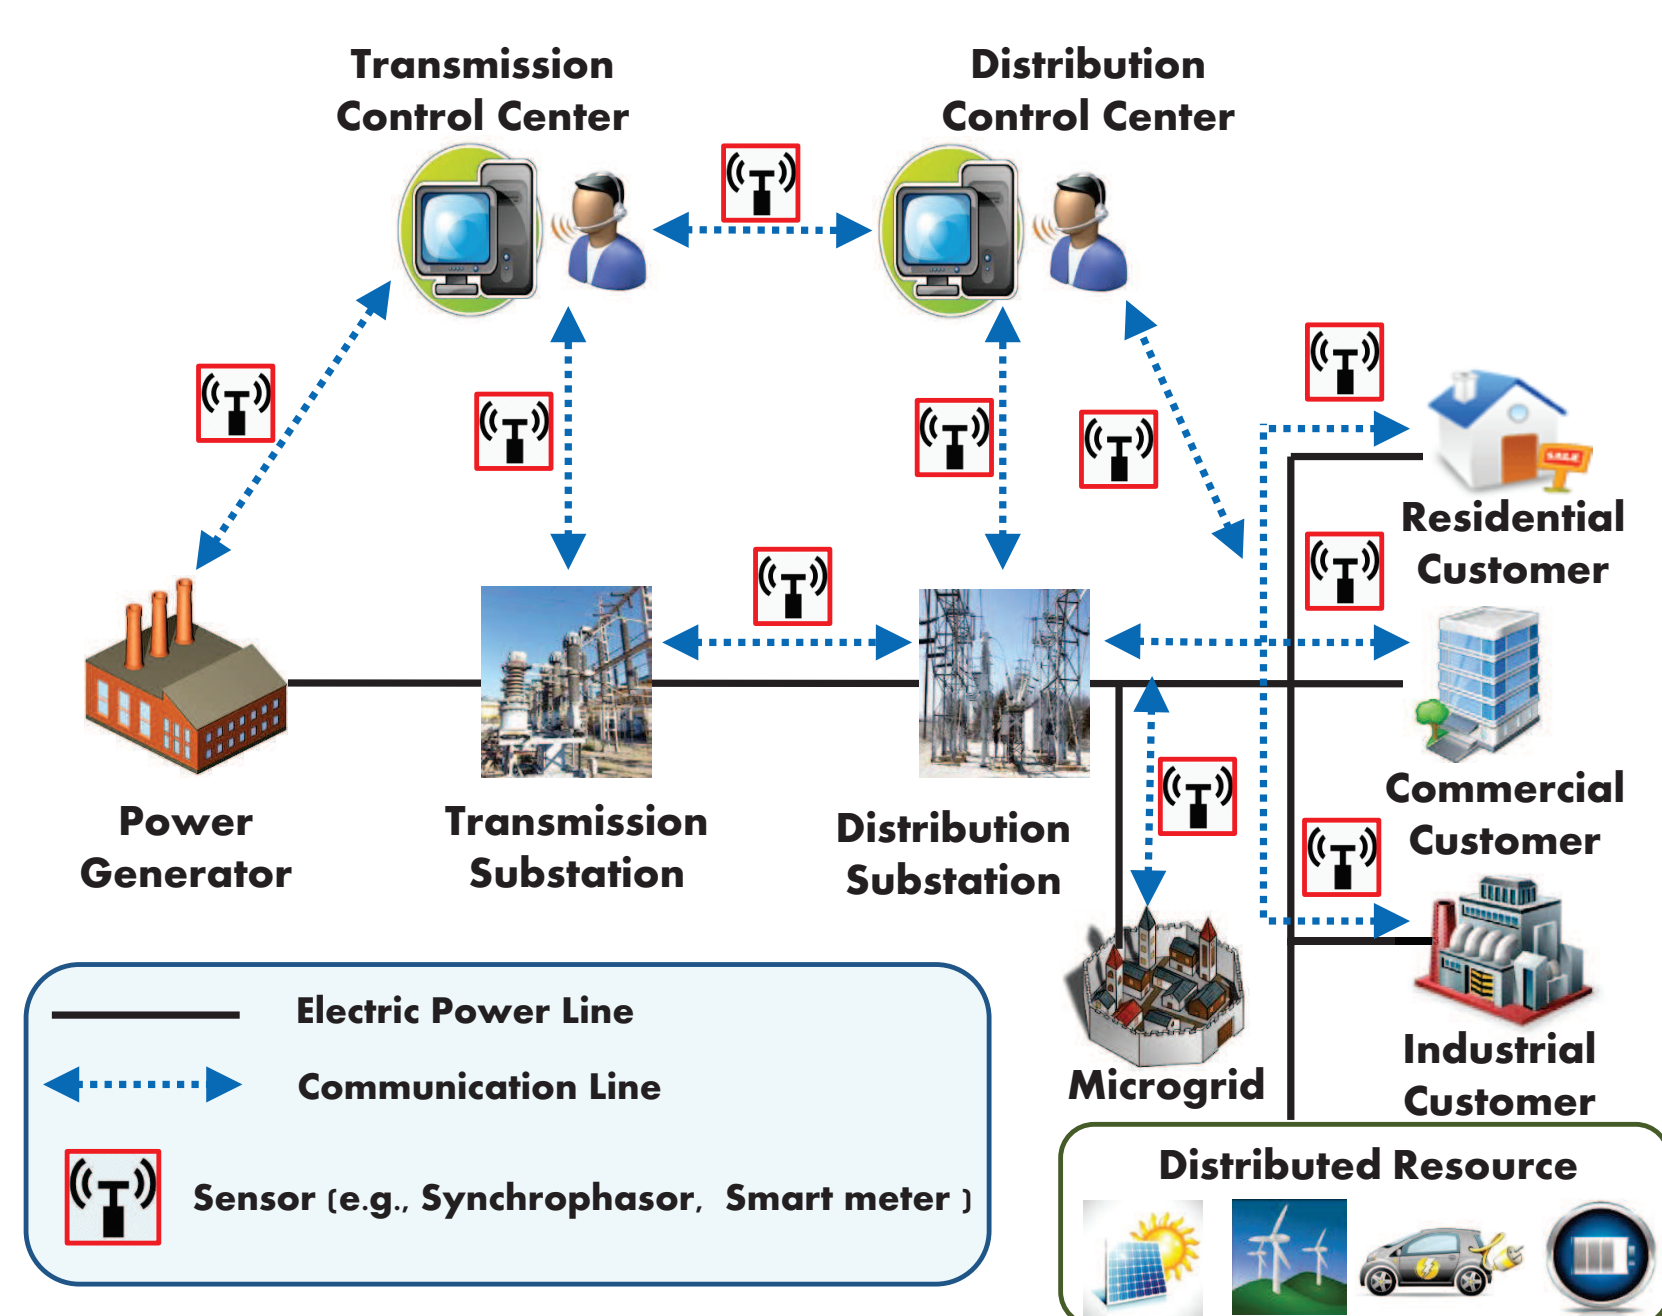 Transmission
Control Center
Distribution
Control Center
Residential
Customer
Commercial
Customer
Power
Generator
Transmission
Substation
Distribution
Substation
Industrial
Customer
Microgrid
Electric Power Line
Communication Line
Sensor (e.g., Synchrophasor, Smart meter )
Distributed Resource
SALE